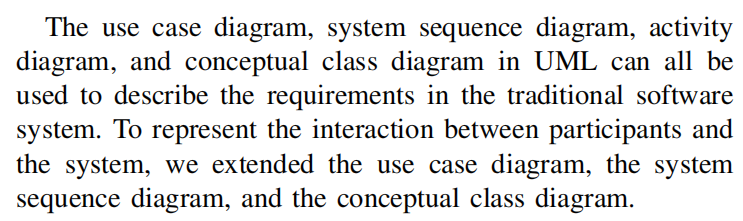 The use case diagram, system sequence diagram, activity
diagram, and conceptual class diagram in UML can all be
used to describe the requirements in the traditional software
system. To represent the interaction between participants and
the system, we extended the use case diagram, the system
sequence diagram, and the conceptual class diagram.